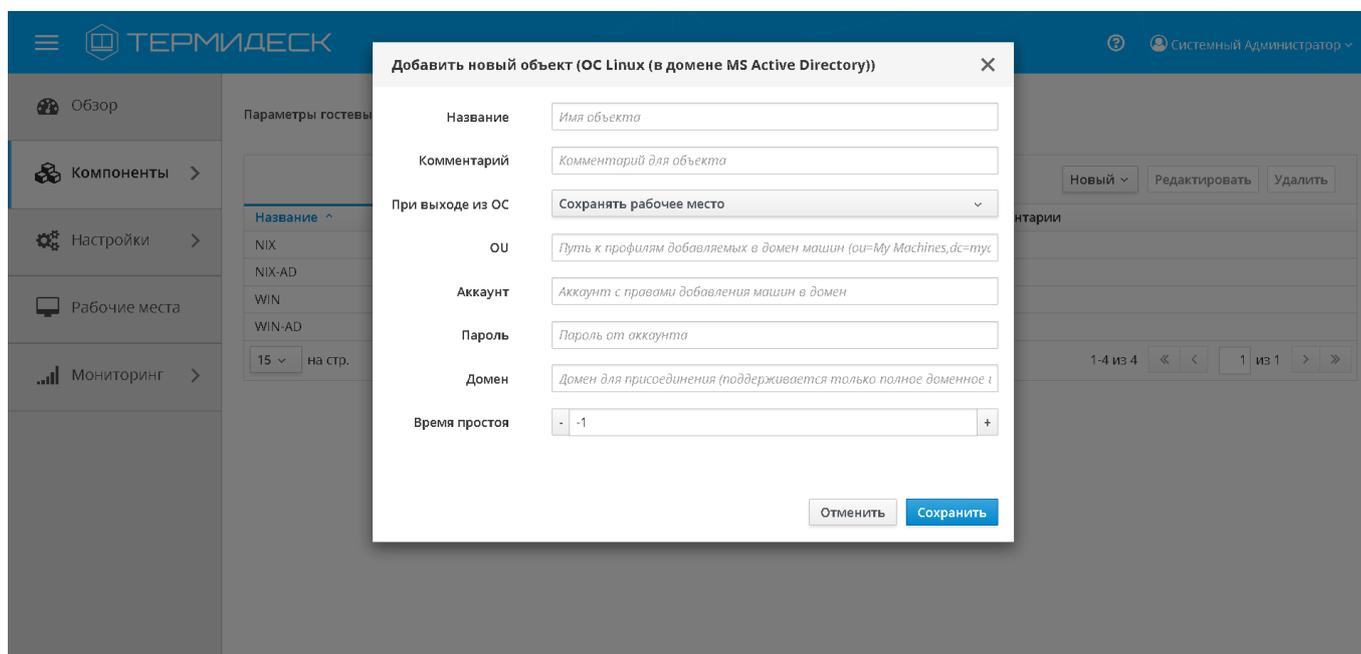 ТЕРМИДЕСК
Системный Администратор
Обзор
Компоненты
Настройки
Рабочие места
Мониторинг
Параметры гостевы
Новый
Редактировать
Удалить
Название
нтарии
NIX
NIX-AD
WIN
WIN-AD
15 на стр.
1-4 из 4
1 из 1
Добавить новый объект (ОС Linux (в домене MS Active Directory))
Название
Имя объекта
Комментарий
Комментарий для объекта
При выходе из ОС
Сохранять рабочее место
OU
Путь к профилям добавляемых в домен машин (ou=My Machines,dc=myc
Аккаунт
Аккаунт с правами добавления машин в домен
Пароль
Пароль от аккаунта
Домен
Домен для присоединения (поддерживается только полное доменное
Время простоя
- -1 +
Отменить
Сохранить